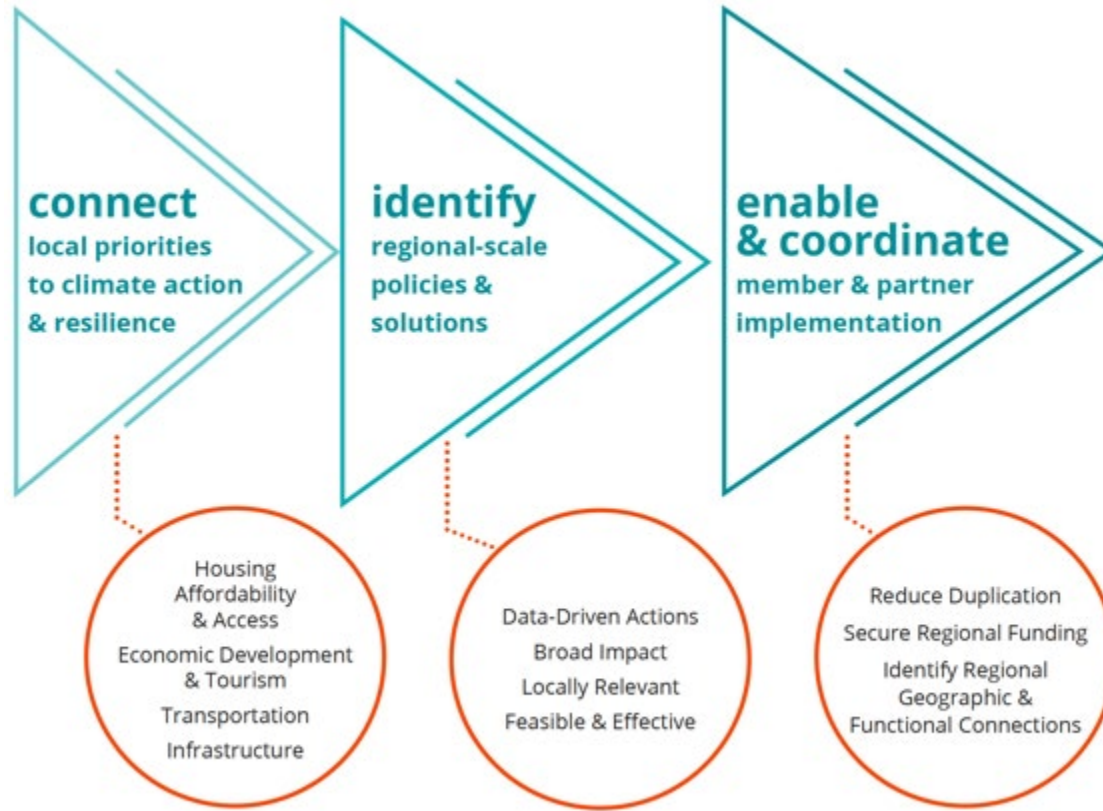 connect
local priorities
to climate action
& resilience
identify
regional-scale
policies &
solutions
enable
& coordinate
member & partner
implementation
Housing
Affordability
& Access
Economic Development
& Tourism
Transportation
Infrastructure
Data-Driven Actions
Broad Impact
Locally Relevant
Feasible & Effective
Reduce Duplication
Secure Regional Funding
Identify Regional
Geographic &
Functional Connections